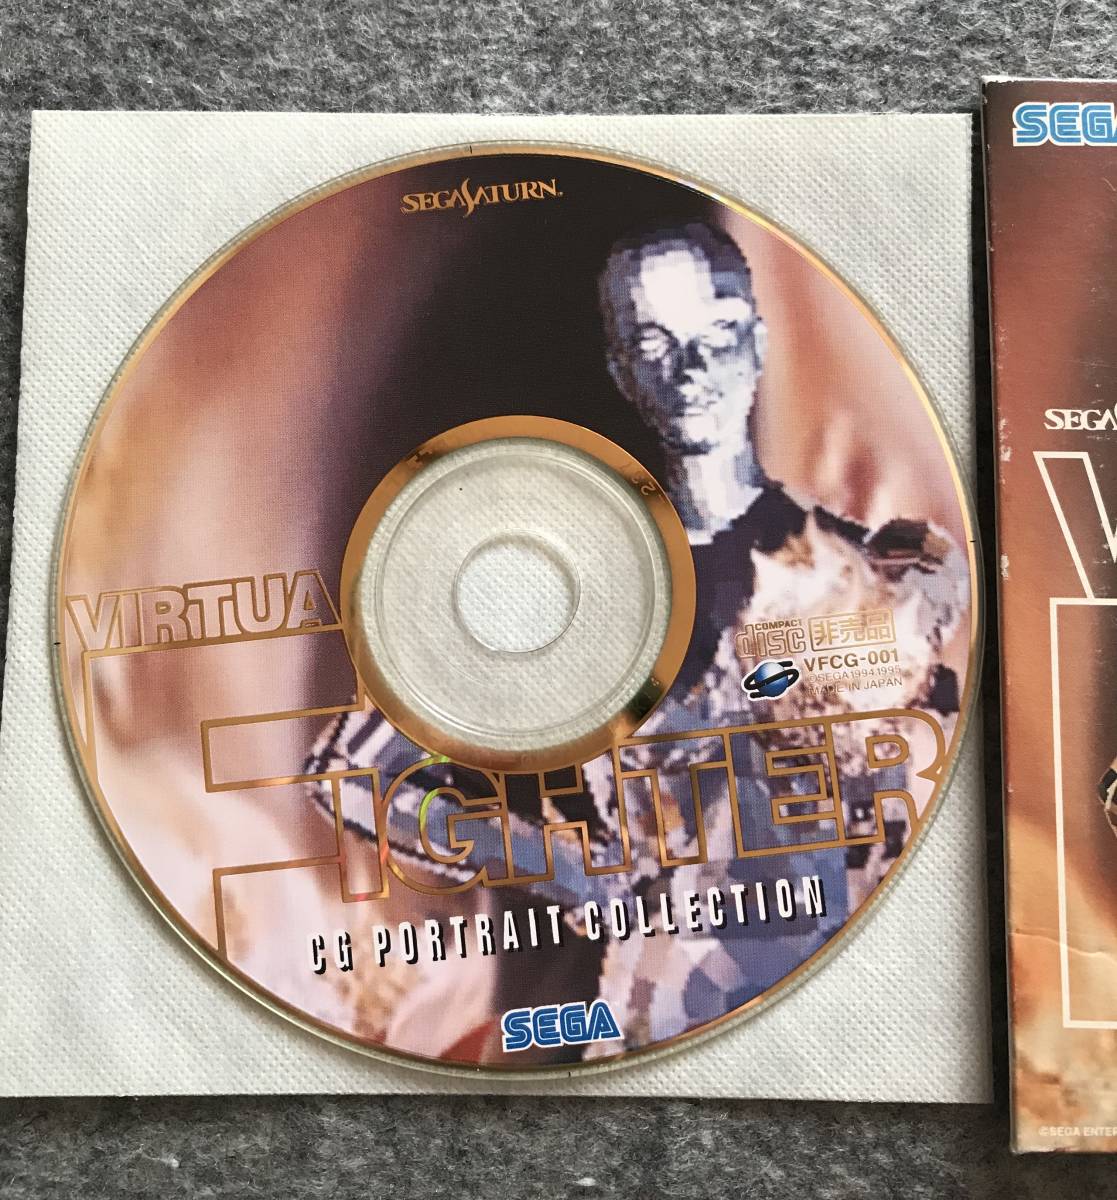 SEGA SATURN
VIRTUA
FIGHTER
COMPACT
disc
非売品
VFCG-001
©SEGA 1994 1995
MADE IN JAPAN
CG PORTRAIT COLLECTION
SEGA
SEGA
SEGA
V
©SEGA ENTER